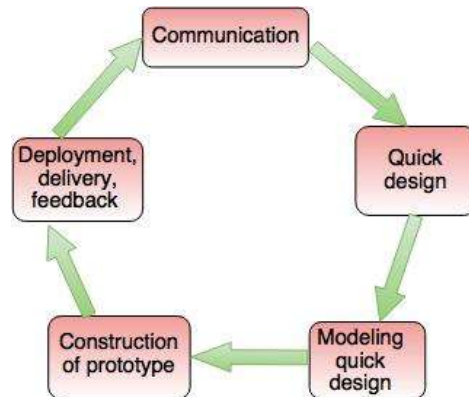 Communication
Quick
design
Modeling
quick
design
Construction
of prototype
Deployment,
delivery,
feedback